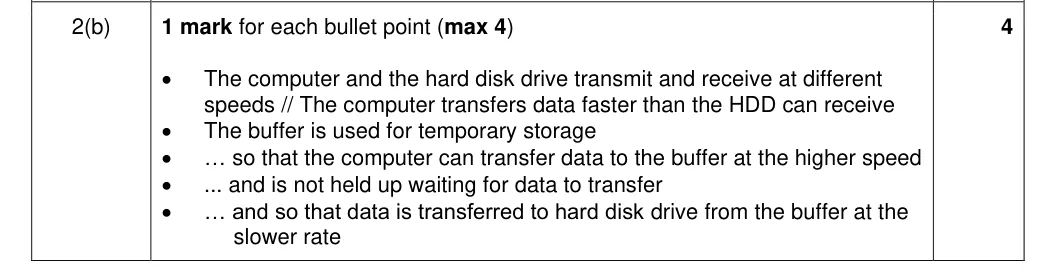 2(b) 1 mark for each bullet point (max 4) 4
• The computer and the hard disk drive transmit and receive at different
speeds // The computer transfers data faster than the HDD can receive
• The buffer is used for temporary storage
• … so that the computer can transfer data to the buffer at the higher speed
• ... and is not held up waiting for data to transfer
• … and so that data is transferred to hard disk drive from the buffer at the
slower rate